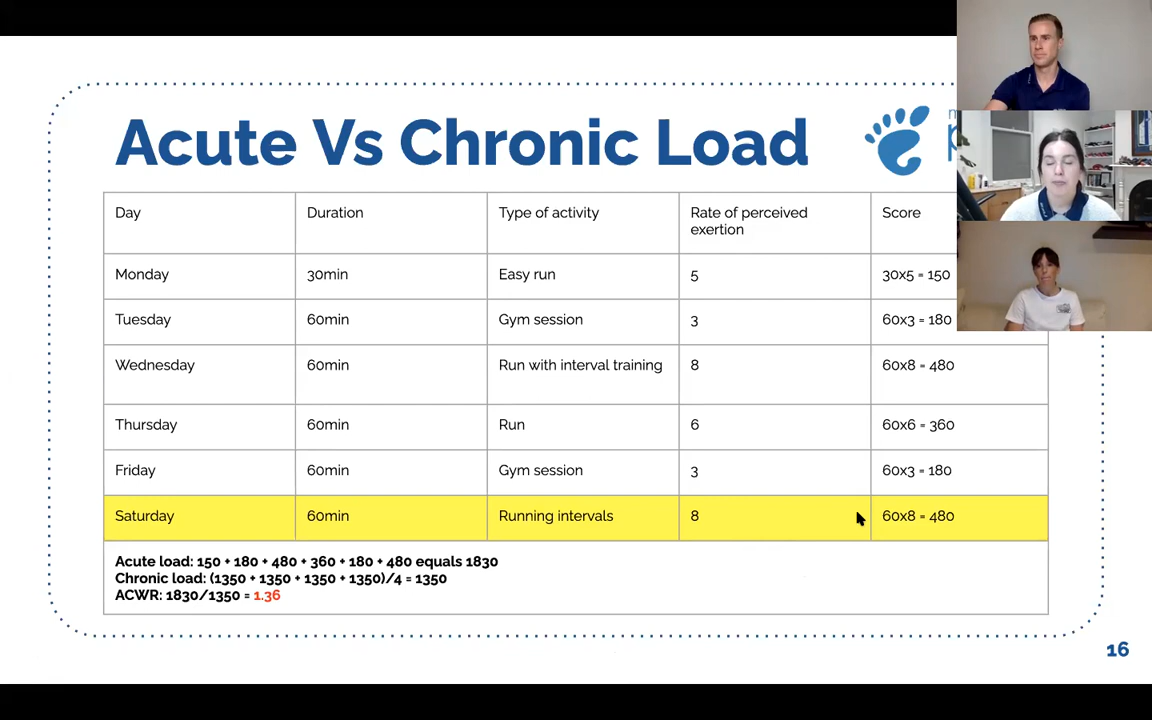 Acute Vs Chronic Load
Day Duration Type of activity Rate of perceived Score
exertion
Monday 30min Easy run 5 30x5 = 150
Tuesday 60min Gym session 3 60x3 = 180
Wednesday 60min Run with interval training 8 60x8 = 480
Thursday 60min Run 6 60x6 = 360
Friday 60min Gym session 3 60x3 = 180
Saturday 60min Running intervals 8 60x8 = 480
Acute load: 150 + 180 + 480 + 360 + 180 + 480 equals 1830
Chronic load: (1350 + 1350 + 1350 + 1350)/4 = 1350
ACWR: 1830/1350 = 1.36
16